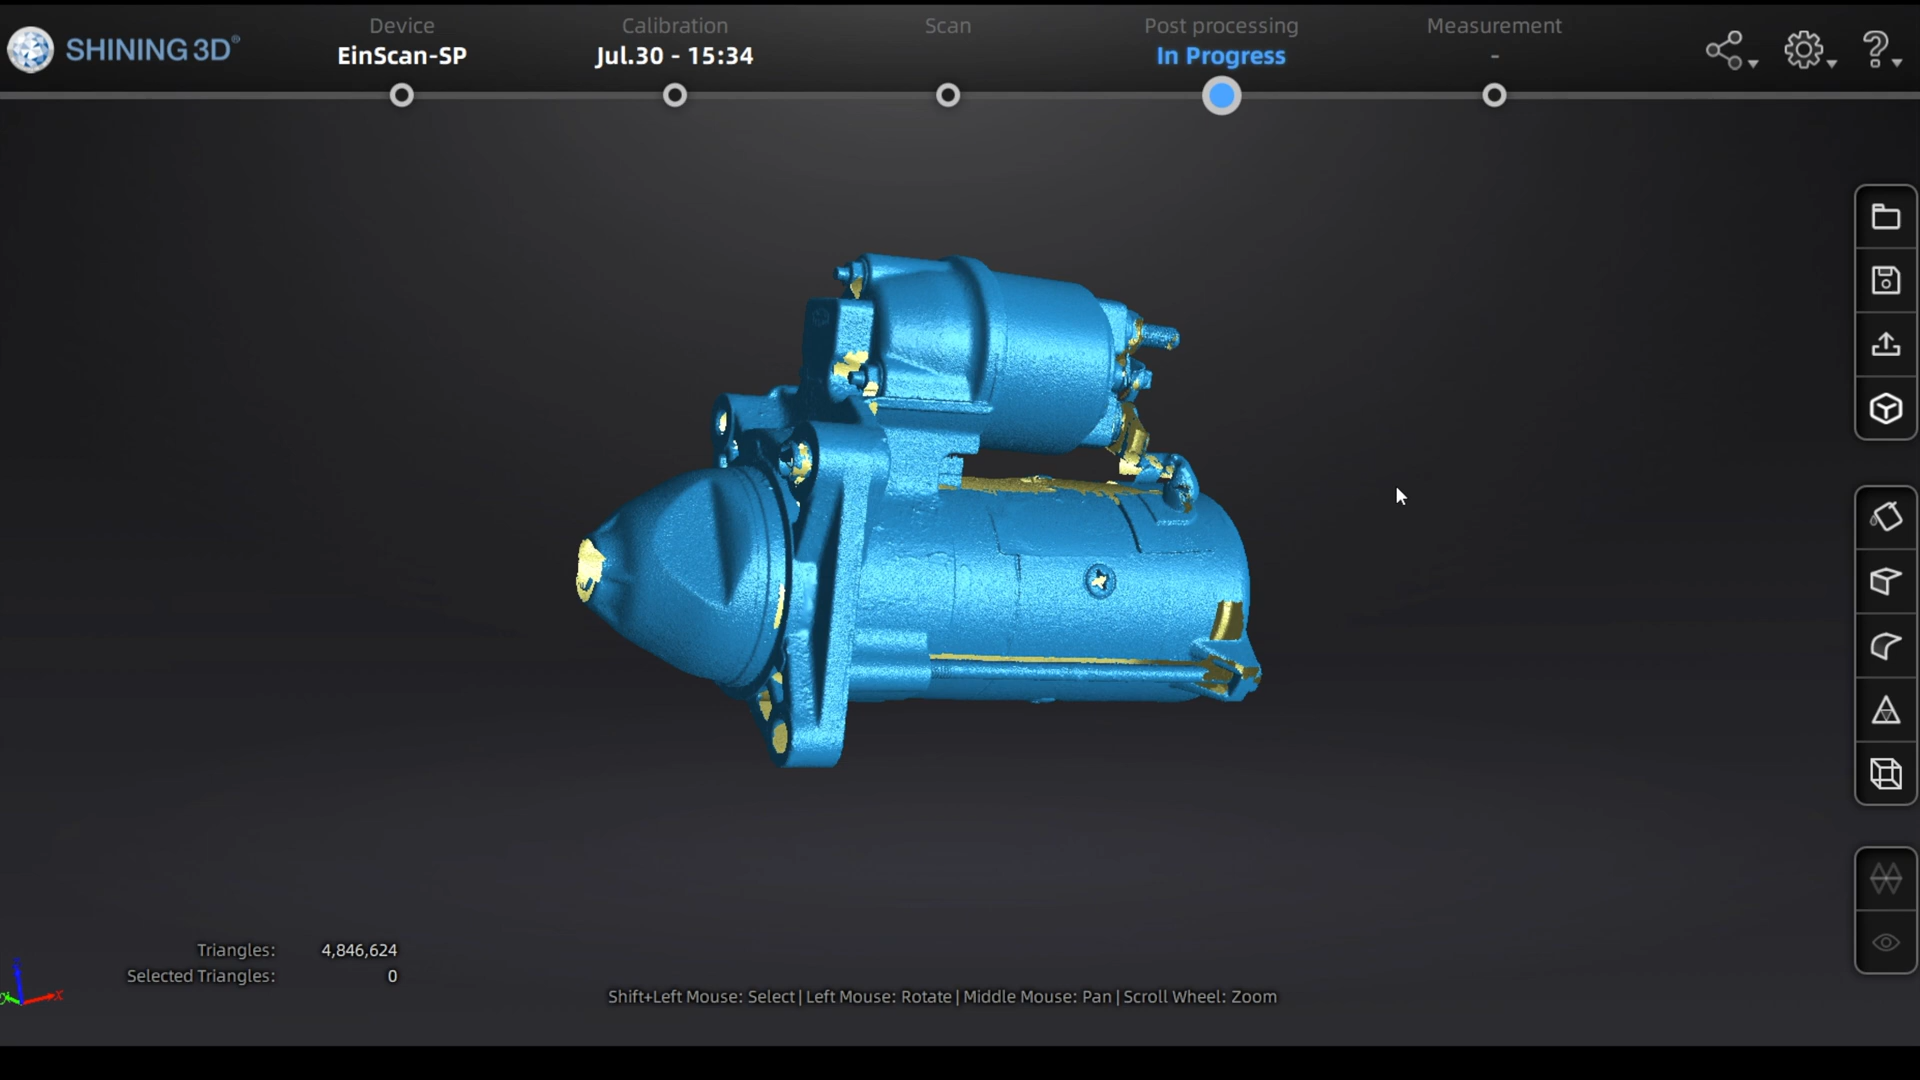 SHINING 3D®
Device
EinScan-SP
Calibration
Jul.30 - 15:34
Scan
Post processing
In Progress
Measurement
-
Triangles: 4,846,624
Selected Triangles: 0
Shift+Left Mouse: Select | Left Mouse: Rotate | Middle Mouse: Pan | Scroll Wheel: Zoom
X